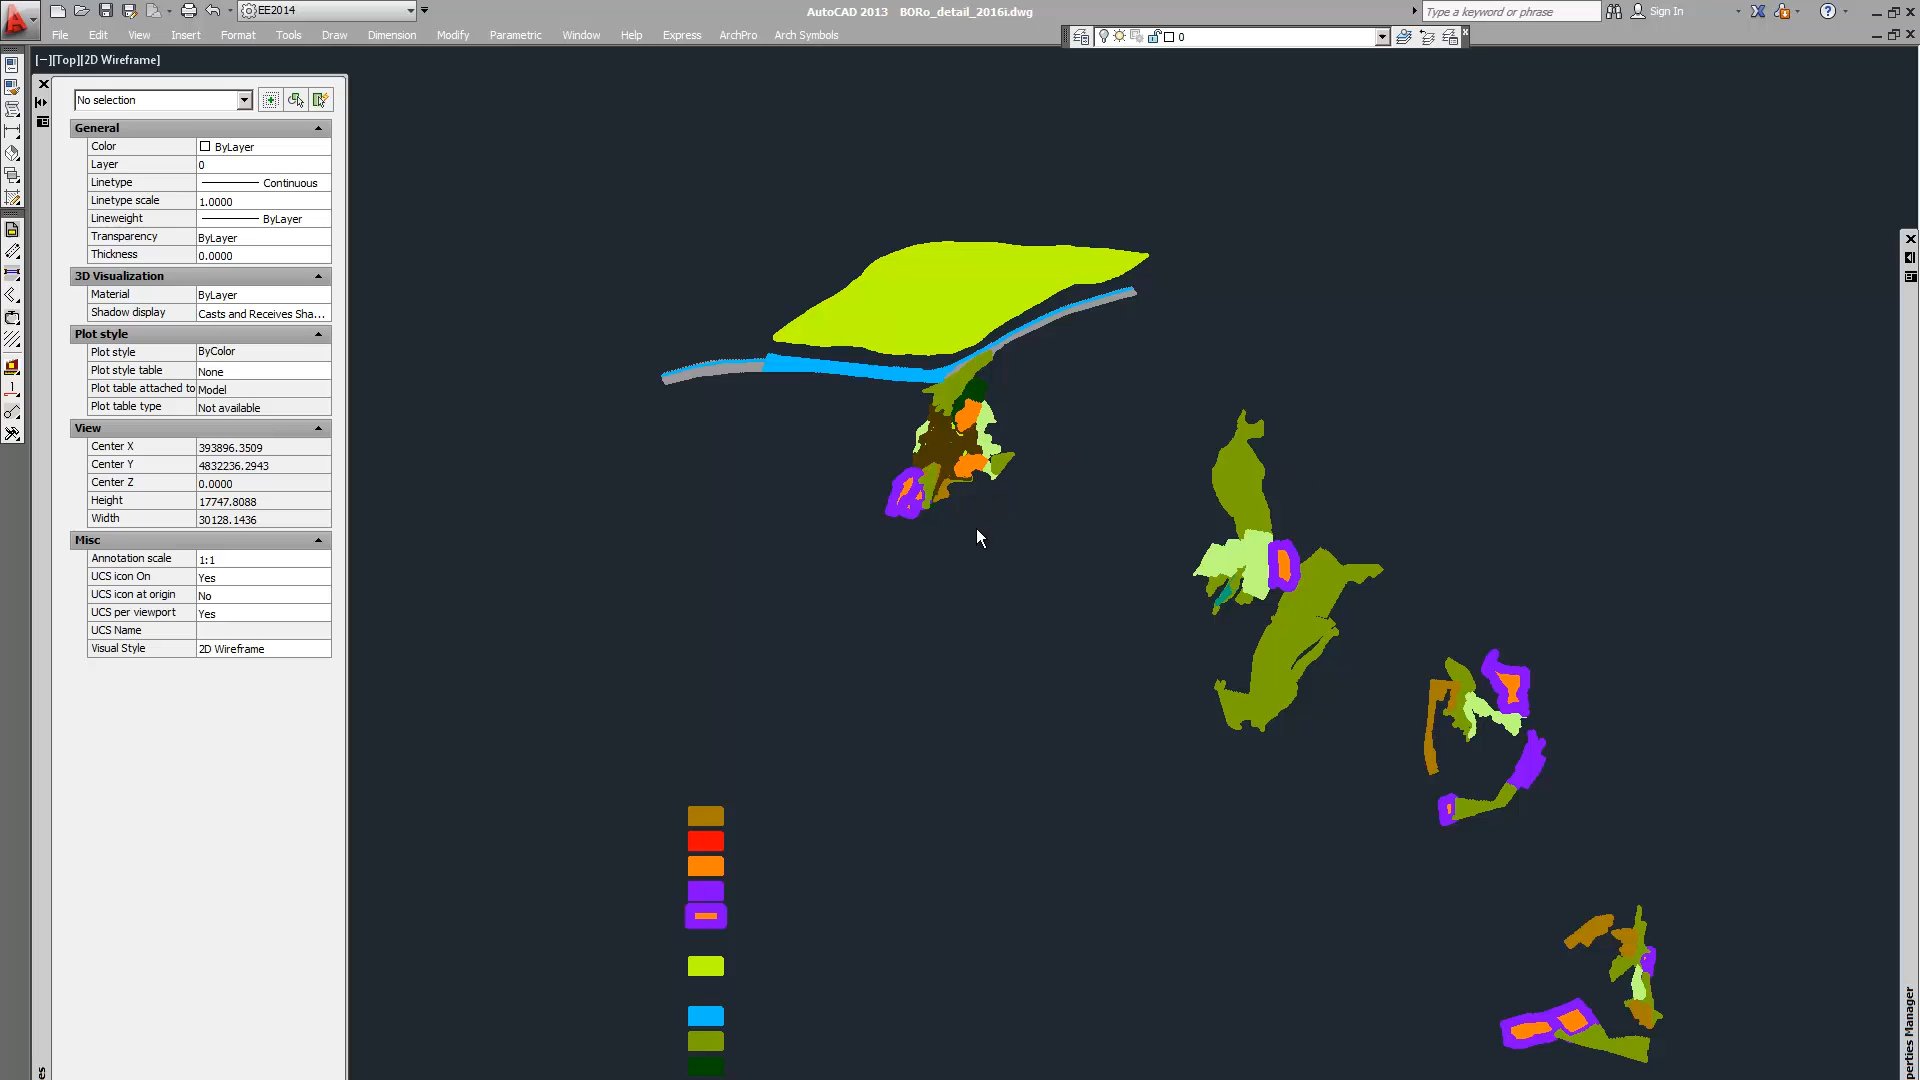 EE2014
AutoCAD 2013 BORo_detail_2016i.dwg
Type a keyword or phrase
Sign In
File Edit View Insert Format Tools Draw Dimension Modify Parametric Window Help Express ArchPro Arch Symbols
0
[−][Top][2D Wireframe]
No selection
General
Color ByLayer
Layer 0
Linetype Continuous
Linetype scale 1.0000
Lineweight ByLayer
Transparency ByLayer
Thickness 0.0000
3D Visualization
Material ByLayer
Shadow display Casts and Receives Sha...
Plot style
Plot style ByColor
Plot style table None
Plot table attached to Model
Plot table type Not available
View
Center X 393896.3509
Center Y 4832236.2943
Center Z 0.0000
Height 17747.8088
Width 30128.1436
Misc
Annotation scale 1:1
UCS icon On Yes
UCS icon at origin No
UCS per viewport Yes
UCS Name
Visual Style 2D Wireframe
es
perties Manager